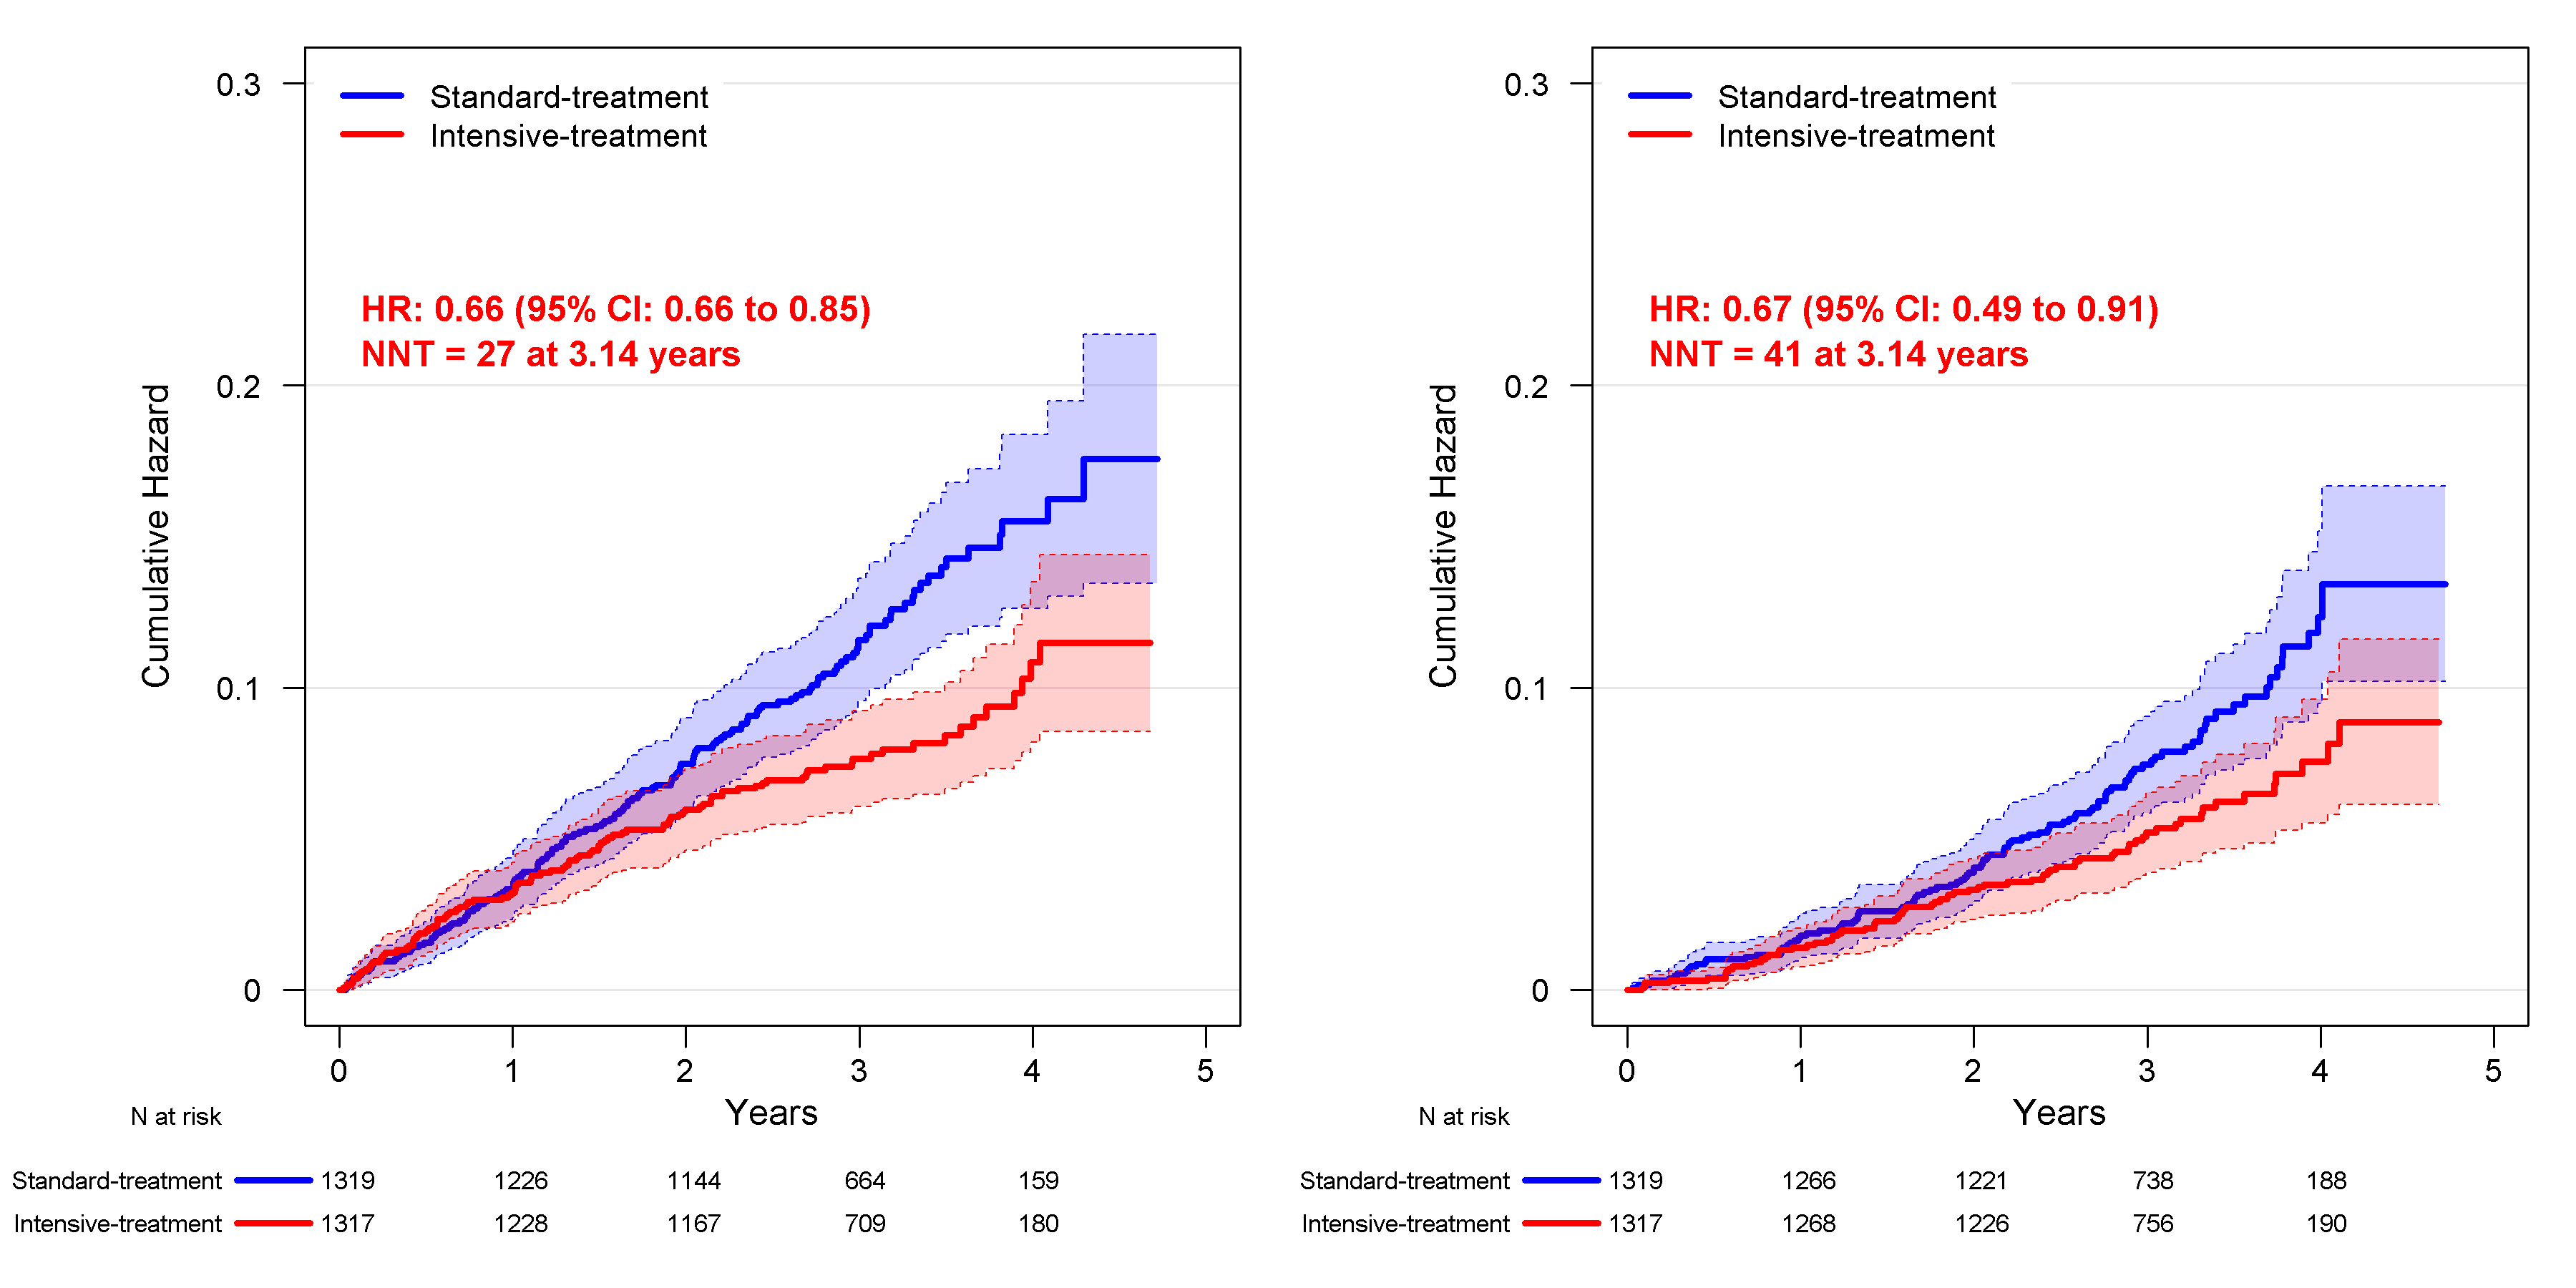 0.3
0.2
0.1
0
Cumulative Hazard
Standard-treatment
Intensive-treatment
HR: 0.66 (95% CI: 0.66 to 0.85)
NNT = 27 at 3.14 years
0 1 2 3 4 5
Years
N at risk
Standard-treatment 1319 1226 1144 664 159
Intensive-treatment 1317 1228 1167 709 180
0.3
0.2
0.1
0
Cumulative Hazard
Standard-treatment
Intensive-treatment
HR: 0.67 (95% CI: 0.49 to 0.91)
NNT = 41 at 3.14 years
0 1 2 3 4 5
Years
N at risk
Standard-treatment 1319 1266 1221 738 188
Intensive-treatment 1317 1268 1226 756 190